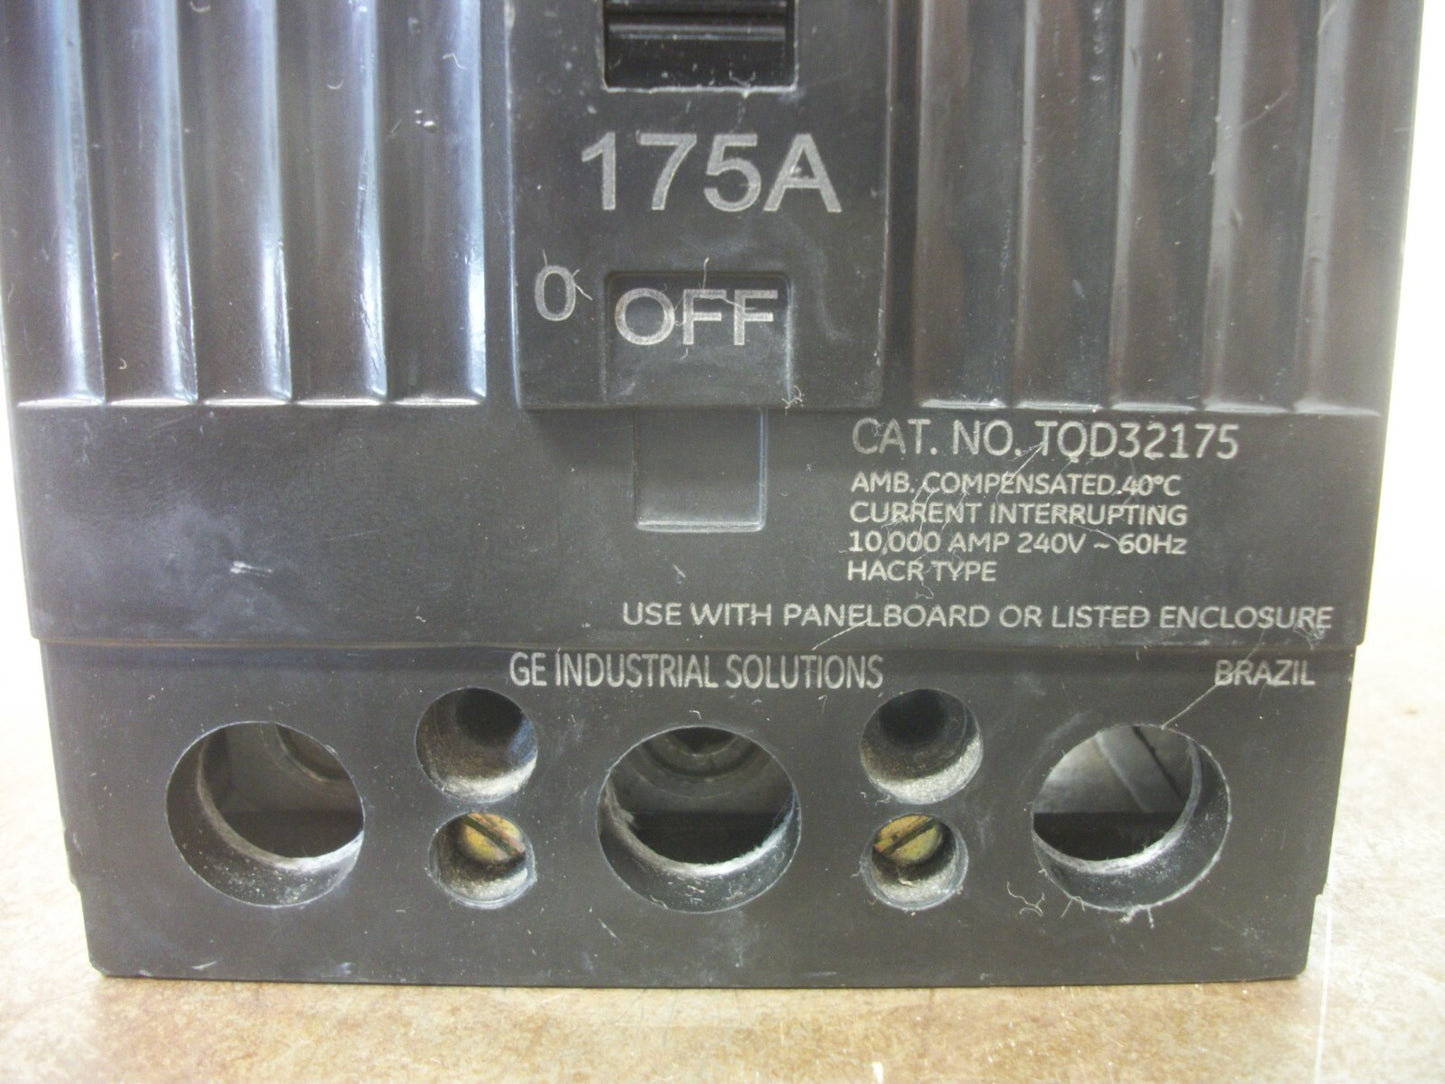 175A
0 OFF
CAT. NO. TQD32175
AMB. COMPENSATED 40°C
CURRENT INTERRUPTING
10,000 AMP 240V ~ 60Hz
HACR TYPE
USE WITH PANELBOARD OR LISTED ENCLOSURE
GE INDUSTRIAL SOLUTIONS BRAZIL